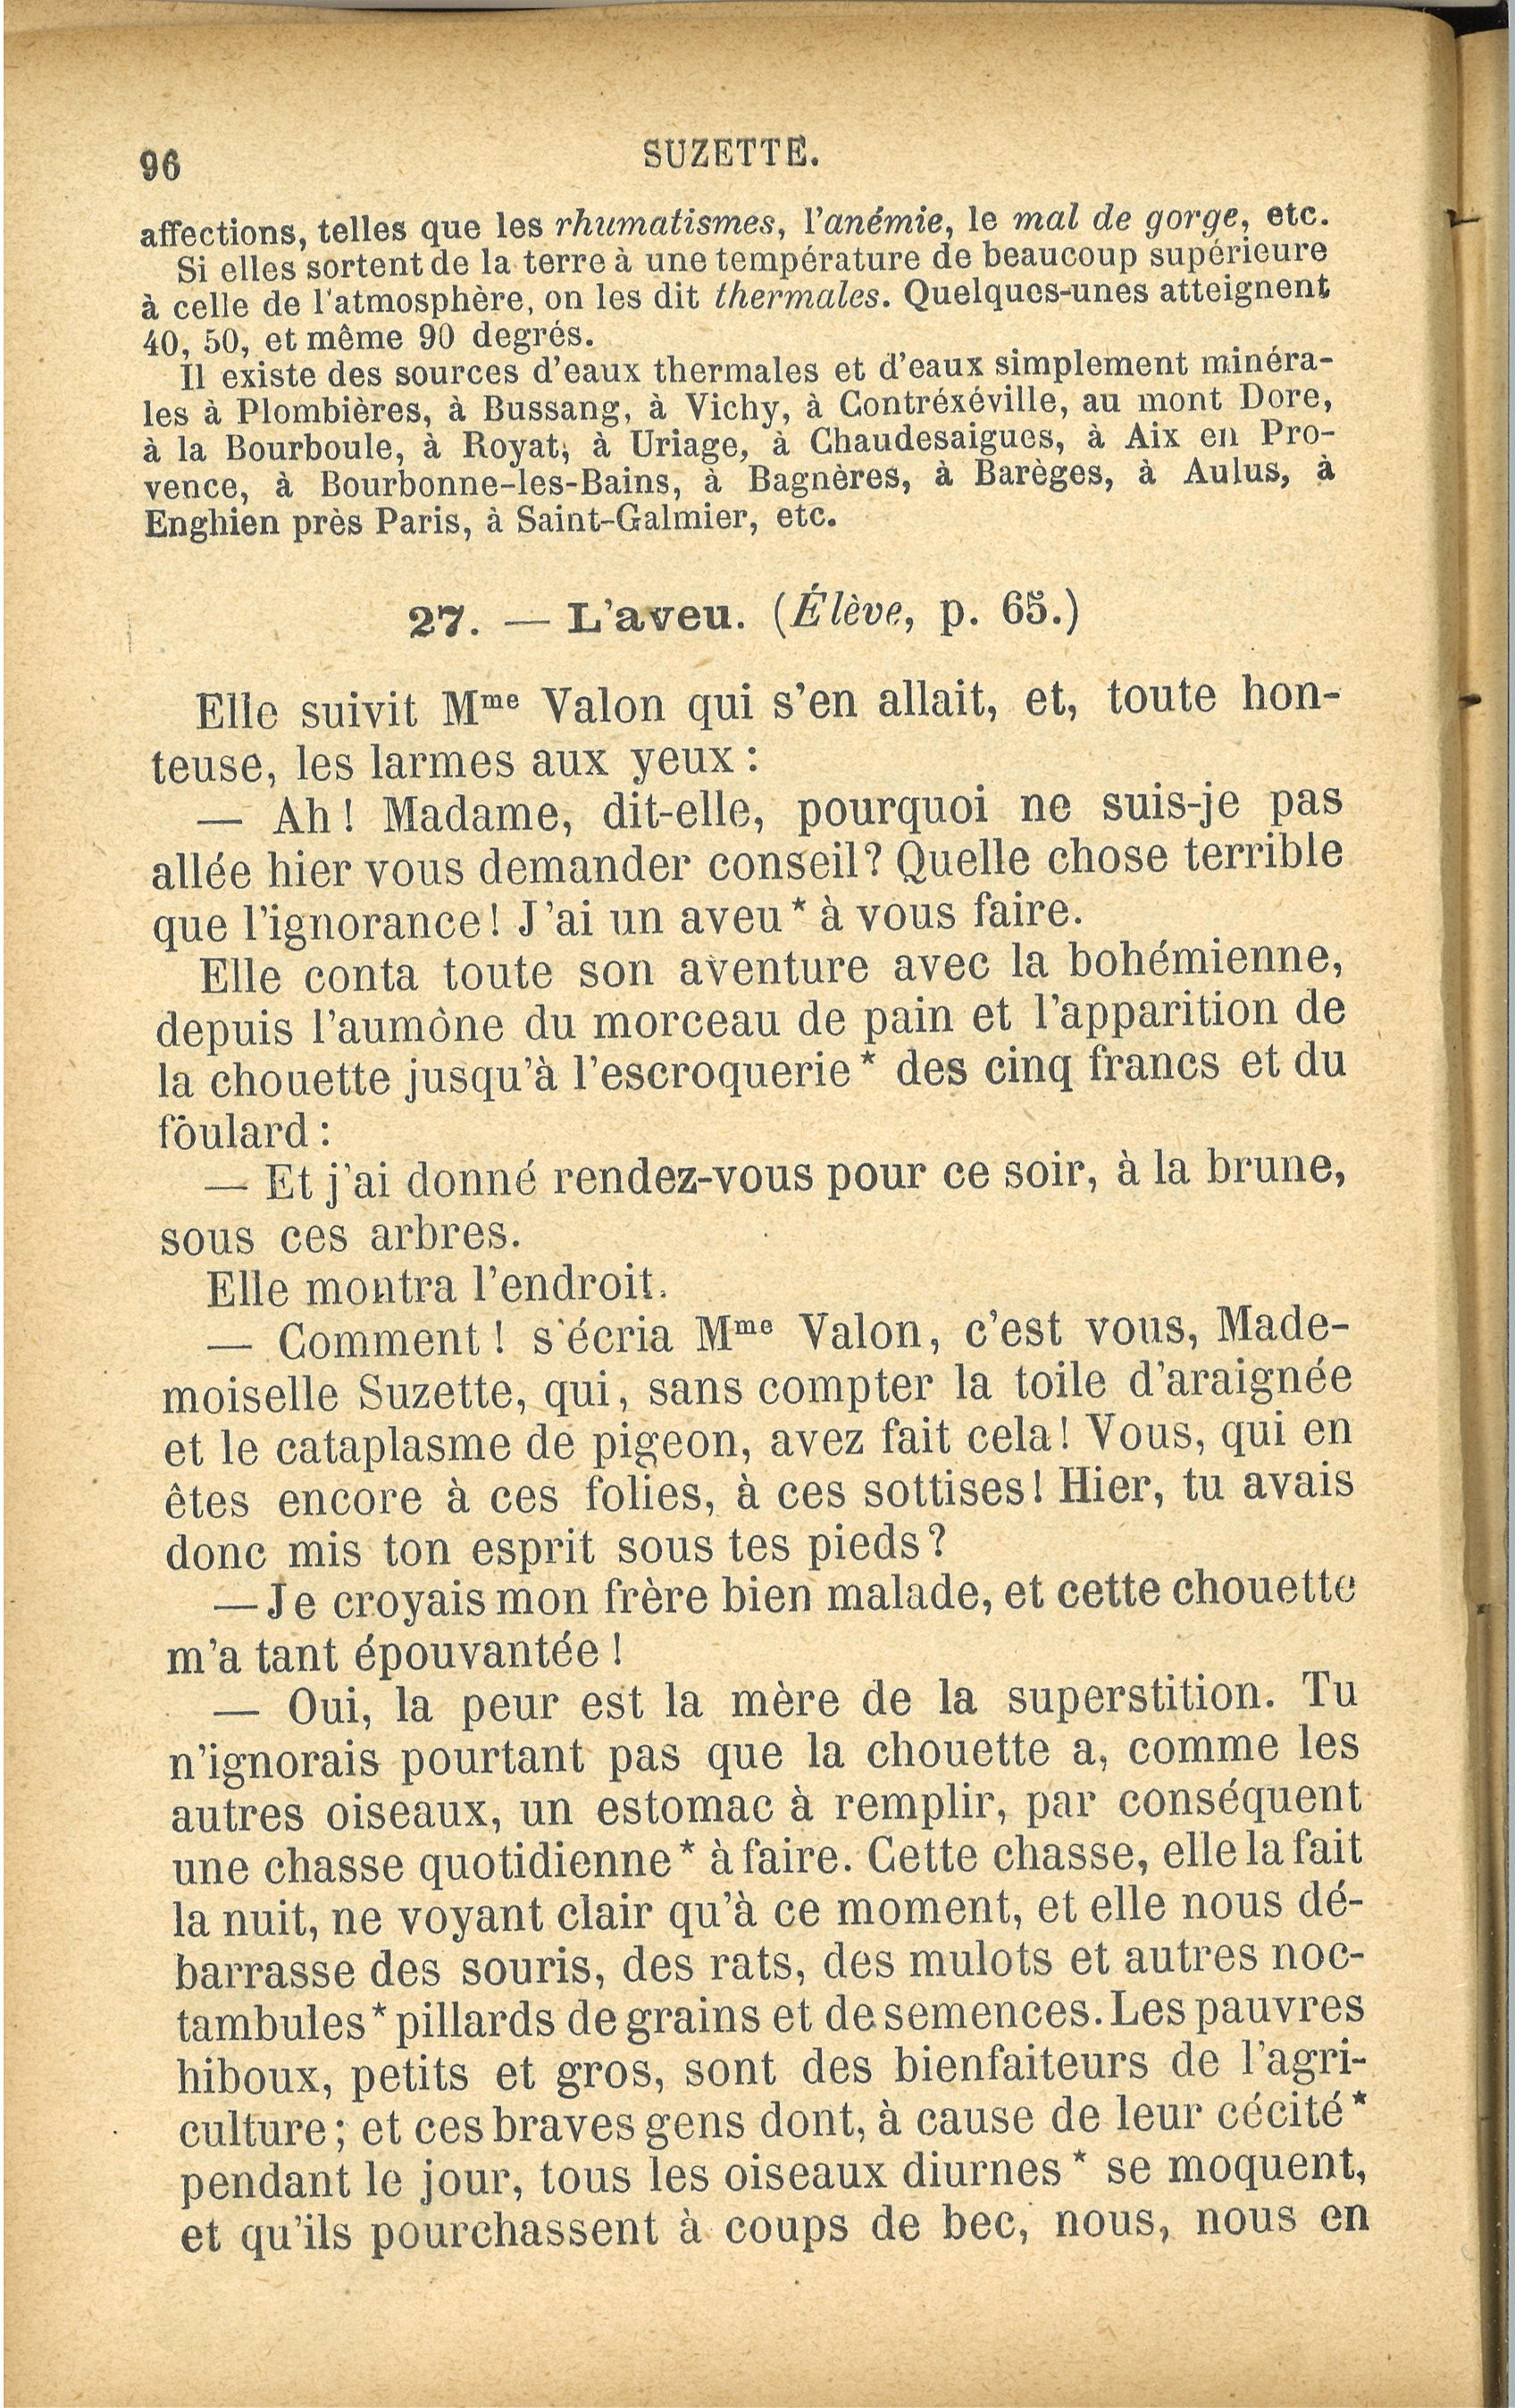 96
SUZETTE.
affections, telles que les rhumatismes, l'anémie, le mal de gorge, etc.
Si elles sortent de la terre à une température de beaucoup supérieure
à celle de l'atmosphère, on les dit thermales. Quelques-unes atteignent
40, 50, et même 90 degrés.
Il existe des sources d'eaux thermales et d'eaux simplement minéra-
les à Plombières, à Bussang, à Vichy, à Contréxéville, au mont Dore,
à la Bourboule, à Royat, à Uriage, à Chaudesaigues, à Aix en Pro-
vence, à Bourbonne-les-Bains, à Bagnères, à Barèges, à Aulus, à
Enghien près Paris, à Saint-Galmier, etc.
27. — L'aveu. (Élève, p. 65.)
Elle suivit Mme Valon qui s'en allait, et, toute hon-
teuse, les larmes aux yeux :
— Ah ! Madame, dit-elle, pourquoi ne suis-je pas
allée hier vous demander conseil ? Quelle chose terrible
que l'ignorance ! J'ai un aveu* à vous faire.
Elle conta toute son aventure avec la bohémienne,
depuis l'aumône du morceau de pain et l'apparition de
la chouette jusqu'à l'escroquerie* des cinq francs et du
foulard :
— Et j'ai donné rendez-vous pour ce soir, à la brune,
sous ces arbres.
Elle montra l'endroit.
— Comment ! s'écria Mme Valon, c'est vous, Made-
moiselle Suzette, qui, sans compter la toile d'araignée
et le cataplasme de pigeon, avez fait cela ! Vous, qui en
êtes encore à ces folies, à ces sottises ! Hier, tu avais
donc mis ton esprit sous tes pieds ?
— Je croyais mon frère bien malade, et cette chouette
m'a tant épouvantée !
— Oui, la peur est la mère de la superstition. Tu
n'ignorais pourtant pas que la chouette a, comme les
autres oiseaux, un estomac à remplir, par conséquent
une chasse quotidienne* à faire. Cette chasse, elle la fait
la nuit, ne voyant clair qu'à ce moment, et elle nous dé-
barrasse des souris, des rats, des mulots et autres noc-
tambules* pillards de grains et de semences. Les pauvres
hiboux, petits et gros, sont des bienfaiteurs de l'agri-
culture ; et ces braves gens dont, à cause de leur cécité*
pendant le jour, tous les oiseaux diurnes* se moquent,
et qu'ils pourchassent à coups de bec, nous, nous en